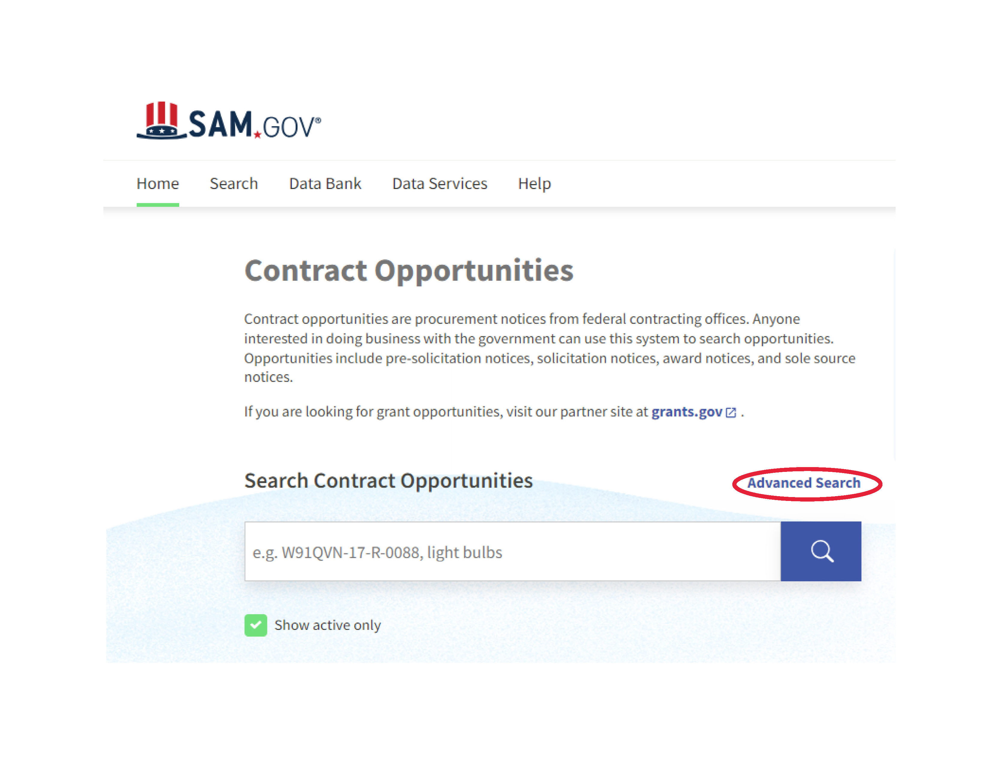 SAM.GOV®
Home Search Data Bank Data Services Help
Contract Opportunities
Contract opportunities are procurement notices from federal contracting offices. Anyone
interested in doing business with the government can use this system to search opportunities.
Opportunities include pre-solicitation notices, solicitation notices, award notices, and sole source
notices.
If you are looking for grant opportunities, visit our partner site at grants.gov .
Search Contract Opportunities Advanced Search
e.g. W91QVN-17-R-0088, light bulbs
Show active only